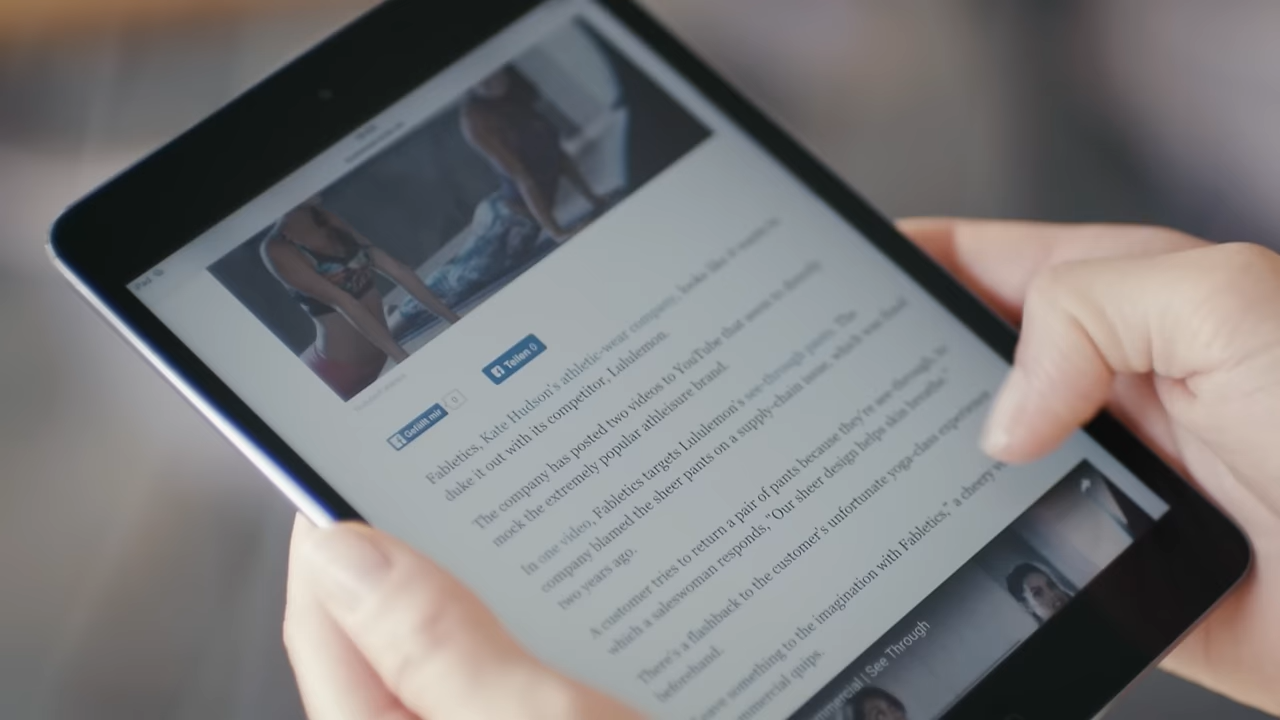 iPad
Gefällt mir 0 Teilen 0
Fabletics, Kate Hudson's athletic-wear company, looks like it wants to
duke it out with its competitor, Lululemon.
The company has posted two videos to YouTube that seem to directly
mock the extremely popular athleisure brand.
In one video, Fabletics targets Lululemon's see-through pants. The
company blamed the sheer pants on a supply-chain issue, which was fixed
two years ago.
A customer tries to return a pair of pants because they're see-through, to
which a saleswoman responds, "Our sheer design helps skin breathe."
There's a flashback to the customer's unfortunate yoga-class experience
beforehand.
something to the imagination with Fabletics," a cheery
mmercial quips.
mmercial | See Through